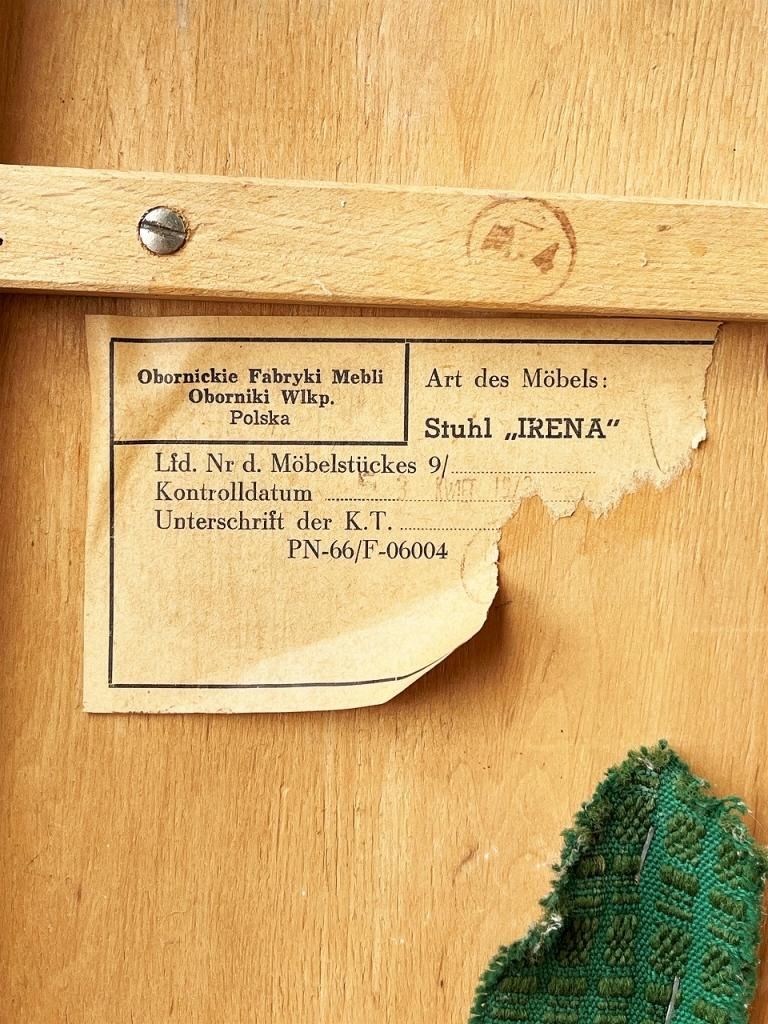 Obornickie Fabryki Mebli
Oborniki Wlkp.
Polska
Art des Möbels:
Stuhl „IRENA“
Lfd. Nr d. Möbelstückes 9/
Kontrolldatum
Unterschrift der K.T.
PN-66/F-06004